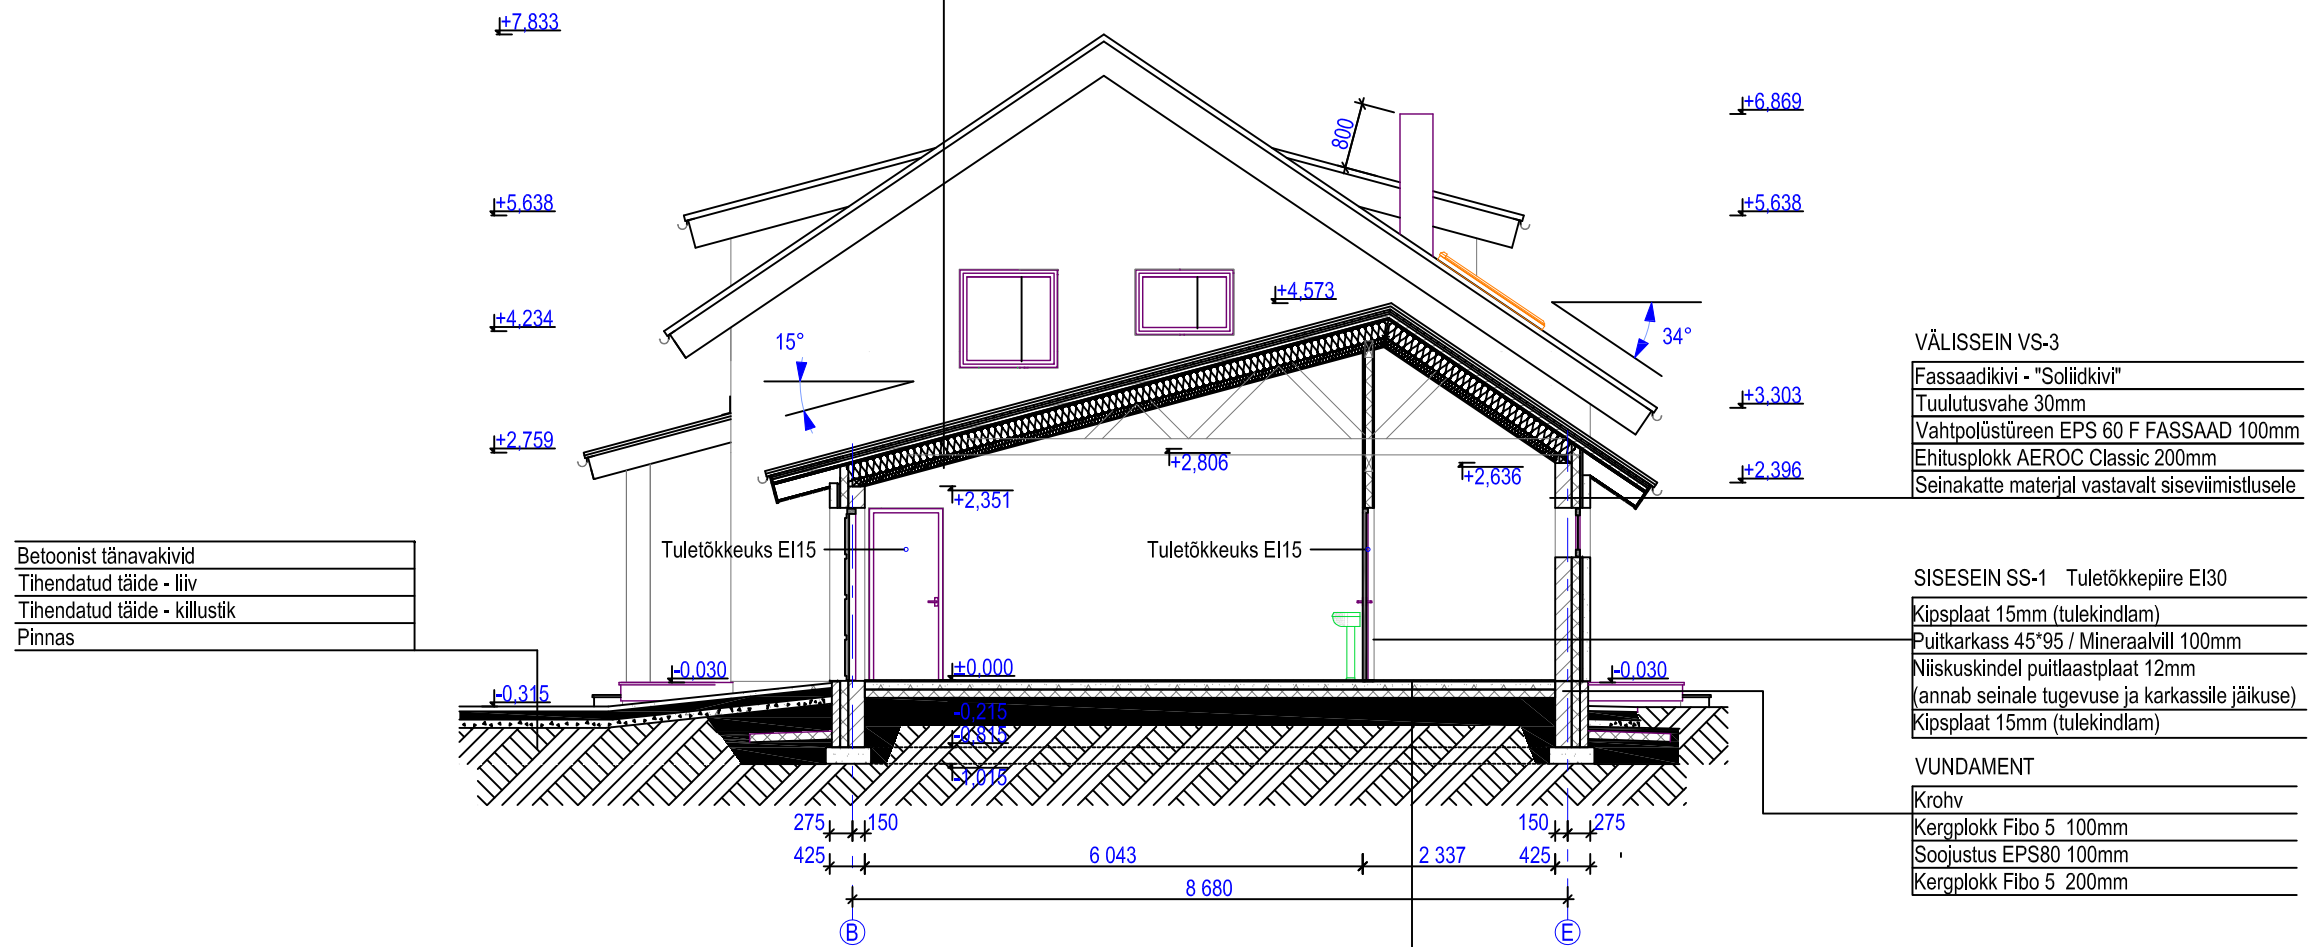 +7,833
+6,869
800
+5,638
+5,638
+4,573
+4,234
15°
34°
+3,303
+2,759
+2,806
+2,636
+2,396
+2,351
VÄLISSEIN VS-3
Fassaadikivi - "Soliidkivi"
Tuulutusvahe 30mm
Vahtpolüstüreen EPS 60 F FASSAAD 100mm
Ehitusplokk AEROC Classic 200mm
Seinakatte materjal vastavalt siseviimistlusele
Tuletõkkeuks EI15
Tuletõkkeuks EI15
Betoonist tänavakivid
Tihendatud täide - liiv
Tihendatud täide - killustik
Pinnas
SISESEIN SS-1 Tuletõkkepiire EI30
Kipsplaat 15mm (tulekindlam)
Puitkarkass 45*95 / Mineraalvill 100mm
Niiskuskindel puitlaastplaat 12mm
(annab seinale tugevuse ja karkassile jäikuse)
Kipsplaat 15mm (tulekindlam)
-0,030
±0,000
-0,030
-0,315
-0,215
-0,815
-1,015
VUNDAMENT
Krohv
Kergplokk Fibo 5 100mm
Soojustus EPS80 100mm
Kergplokk Fibo 5 200mm
275 150 150 275
425 6 043 2 337 425
8 680
B E